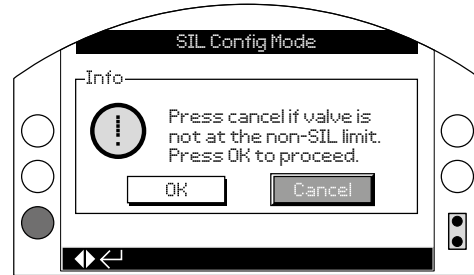 SIL Config Mode
Info
Press cancel if valve is
not at the non-SIL limit.
Press OK to proceed.
OK Cancel